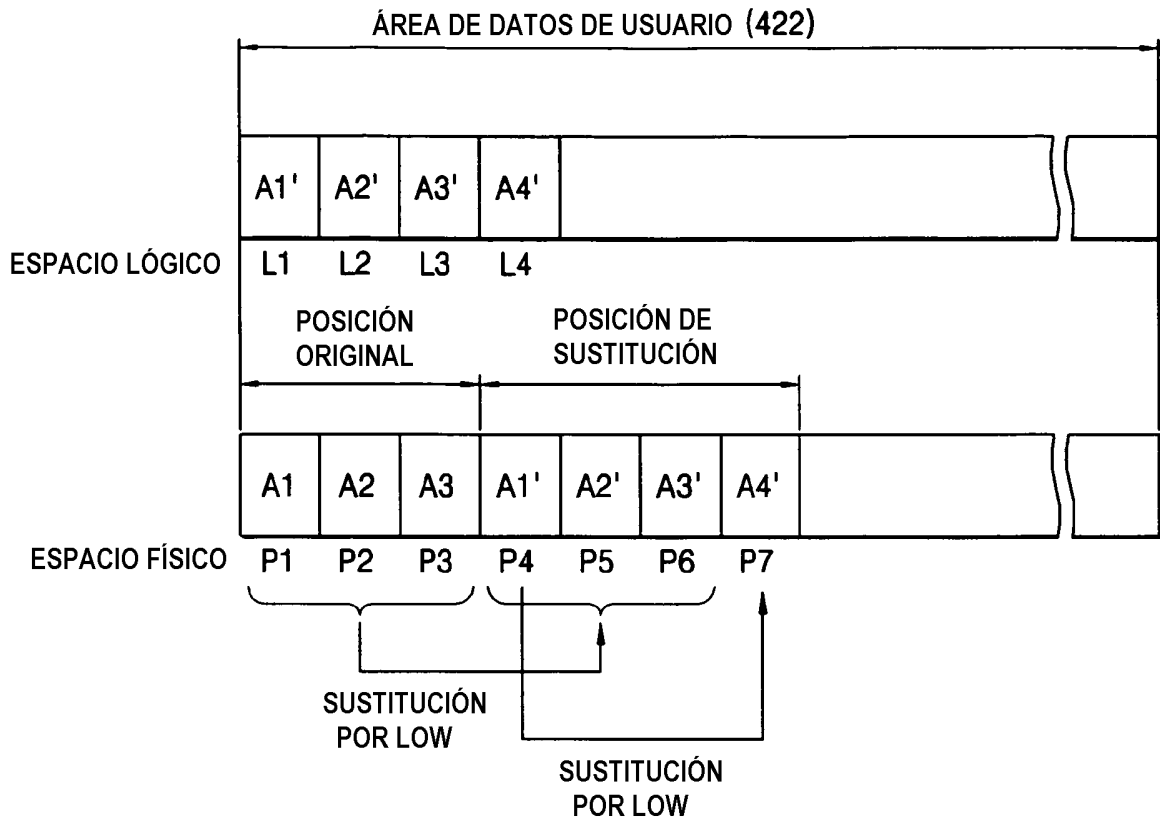 ÁREA DE DATOS DE USUARIO (422)
A1' A2' A3' A4'
ESPACIO LÓGICO L1 L2 L3 L4
POSICIÓN
ORIGINAL
POSICIÓN DE
SUSTITUCIÓN
A1 A2 A3 A1' A2' A3' A4'
ESPACIO FÍSICO P1 P2 P3 P4 P5 P6 P7
SUSTITUCIÓN
POR LOW
SUSTITUCIÓN
POR LOW